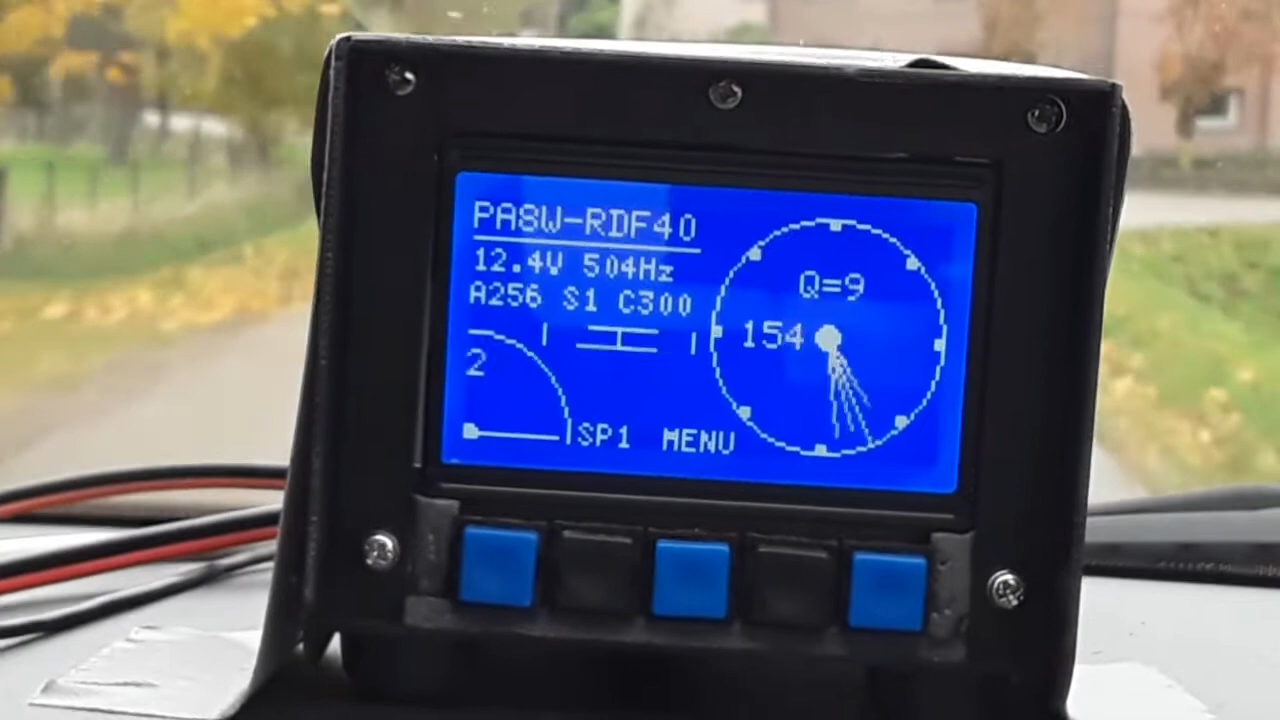 PA8W-RDF40
12.4V 504Hz
A256 S1 C300
Q=9
154
2
SP1 MENU